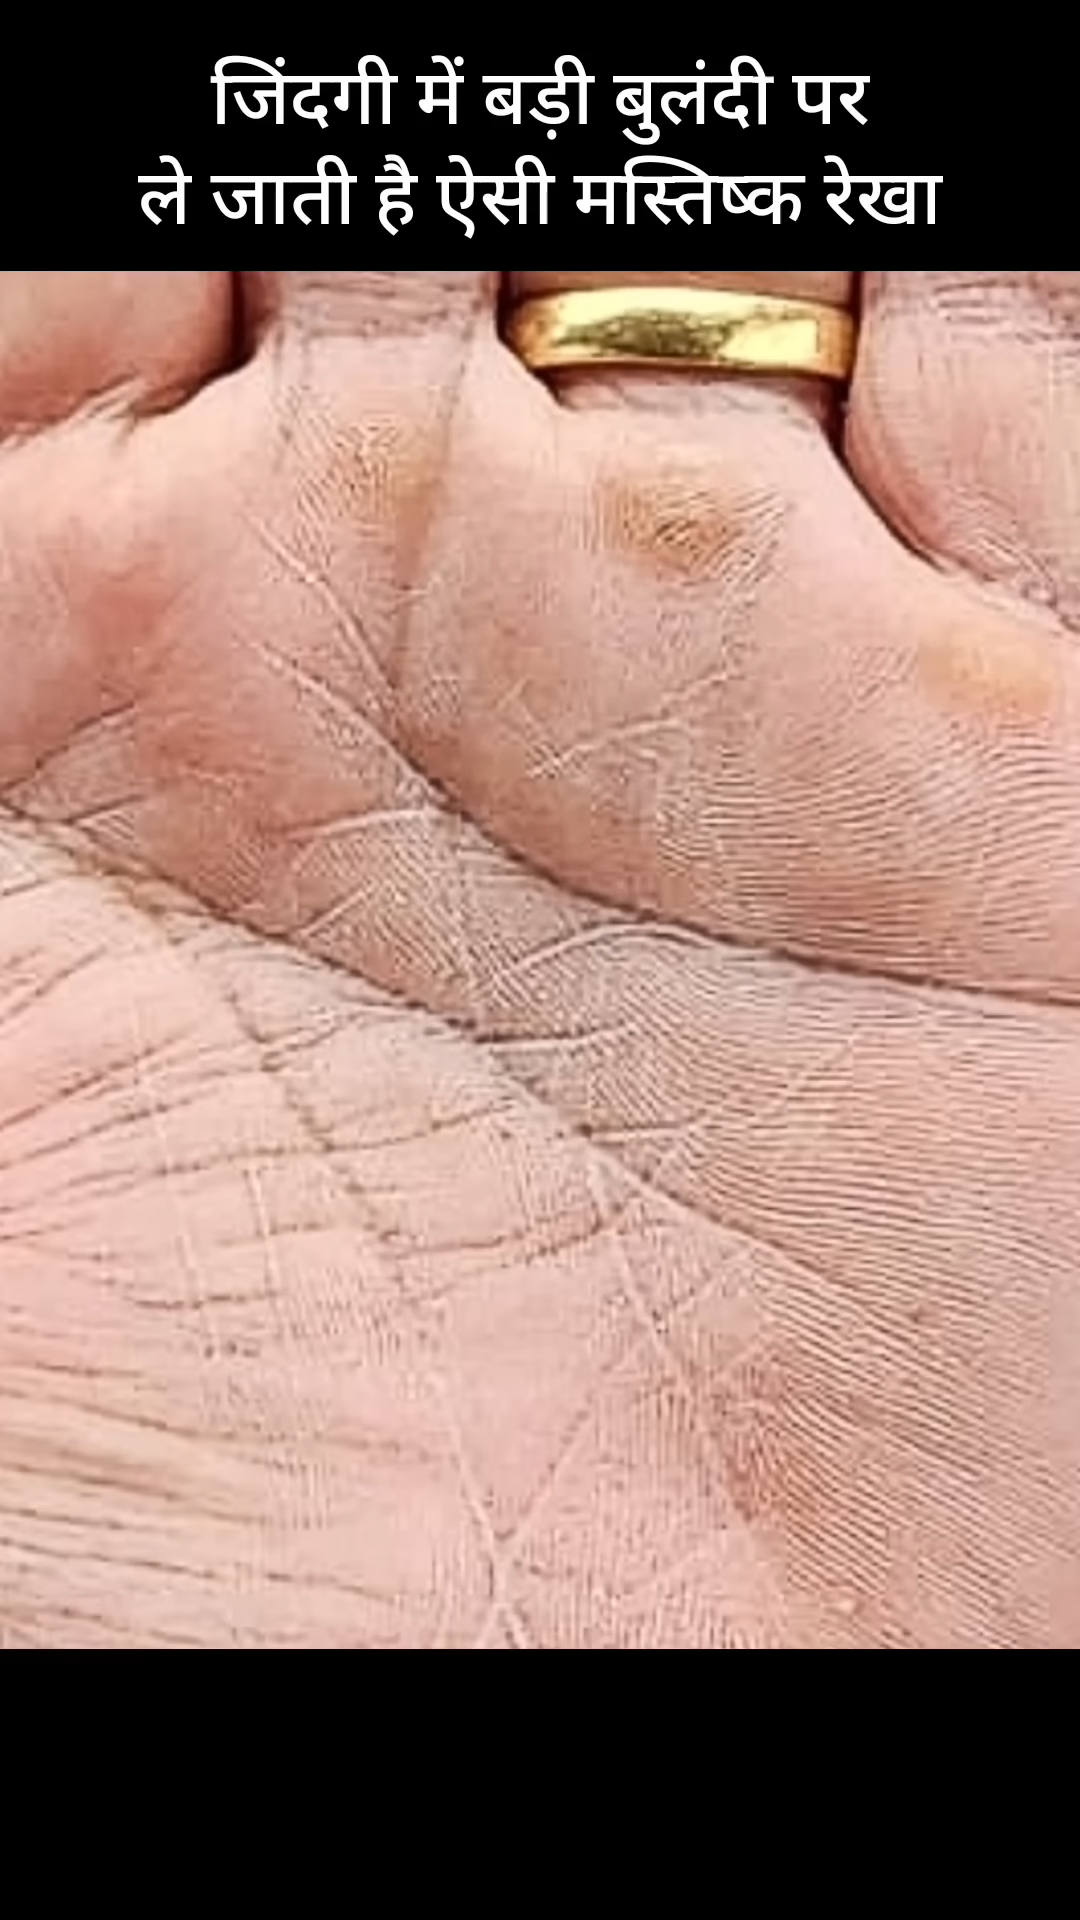 जिंदगी में बड़ी बुलंदी पर
ले जाती है ऐसी मस्तिष्क रेखा